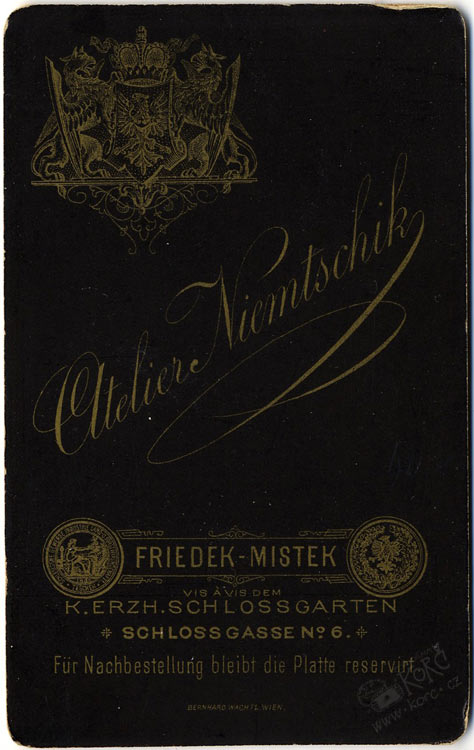 Atelier Niemtschik
FRIEDEK-MISTEK
VIS À VIS DEM
K. ERZH. SCHLOSSGARTEN
SCHLOSSGASSE No 6.
Für Nachbestellung bleibt die Platte reservirt.
BERNHARD WACHTL, WIEN.
KORČ
www.korc.cz